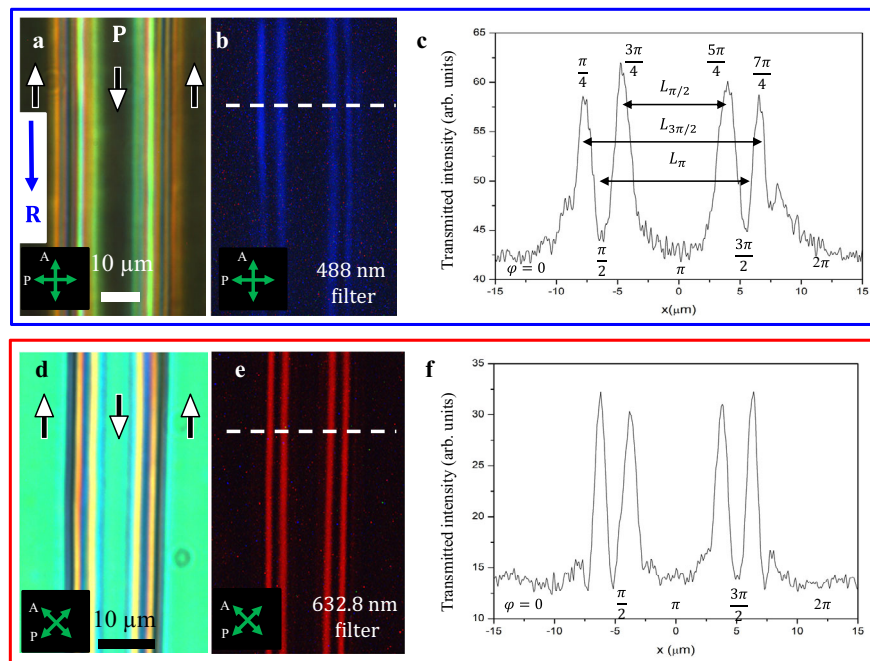 a
P
R
A
P
10 μm
b
A
P
488 nm
filter
c
Transmitted intensity (arb. units)
65
60
55
50
45
40
π/4
3π/4
5π/4
7π/4
L_{π/2}
L_{3π/2}
L_π
φ = 0
π/2
π
3π/2
2π
-15
-10
-5
0
5
10
15
x(μm)
d
A
P
10 μm
e
A
P
632.8 nm
filter
f
Transmitted intensity (arb. units)
35
30
25
20
15
10
φ = 0
π/2
π
3π/2
2π
-15
-10
-5
0
5
10
15
x (μm)